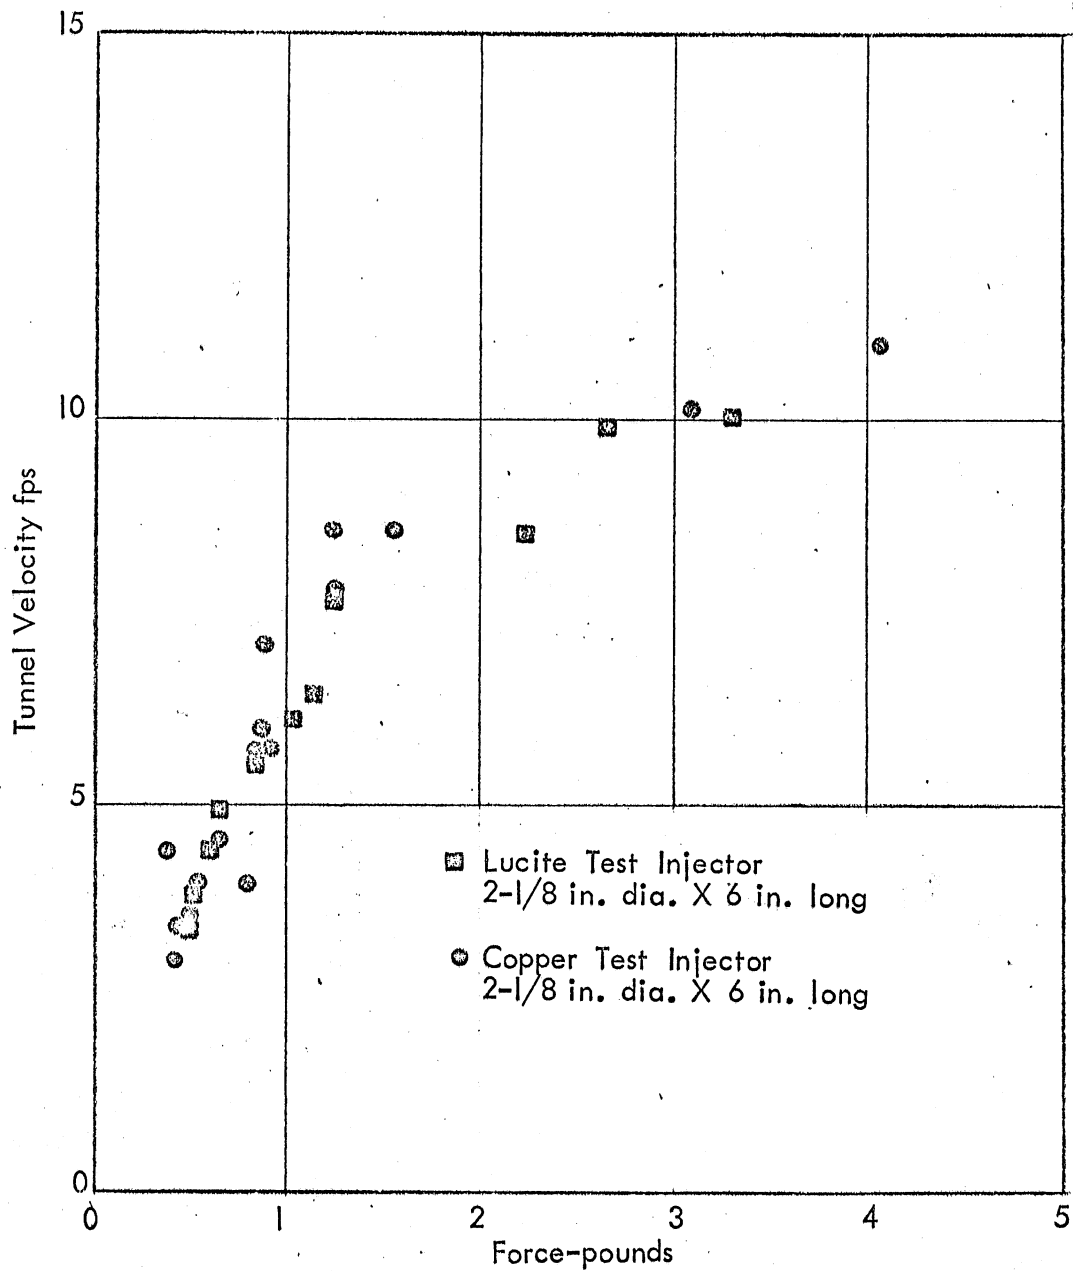 15
10
5
0
Tunnel Velocity fps
Lucite Test Injector
2-1/8 in. dia. X 6 in. long
Copper Test Injector
2-1/8 in. dia. X 6 in. long
0 1 2 3 4 5
Force-pounds